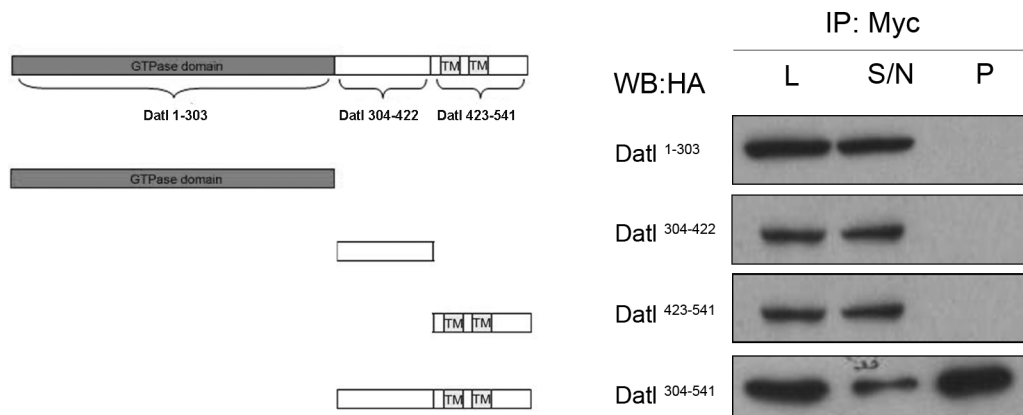 GTPase domain TM TM
Datl 1-303 Datl 304-422 Datl 423-541
GTPase domain
TM TM
TM TM
IP: Myc
WB:HA L S/N P
Datl 1-303
Datl 304-422
Datl 423-541
Datl 304-541